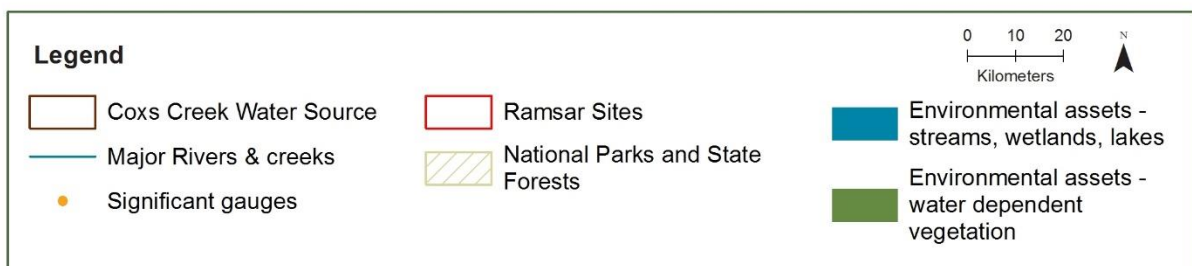 Legend
Coxs Creek Water Source
Major Rivers & creeks
Significant gauges
Ramsar Sites
National Parks and State
Forests
0 10 20
Kilometers
N
Environmental assets -
streams, wetlands, lakes
Environmental assets -
water dependent
vegetation